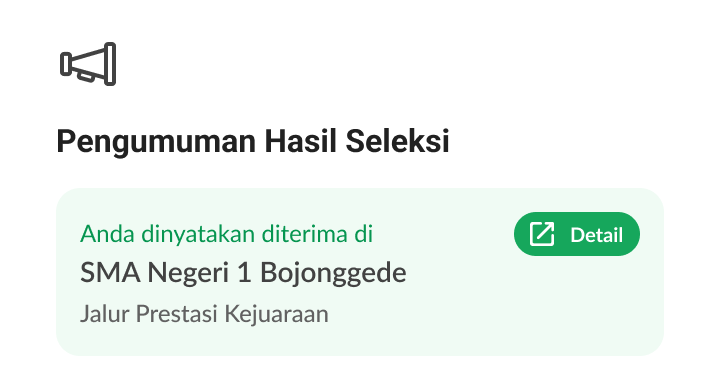 Pengumuman Hasil Seleksi
Anda dinyatakan diterima di
Detail
SMA Negeri 1 Bojonggede
Jalur Prestasi Kejuaraan